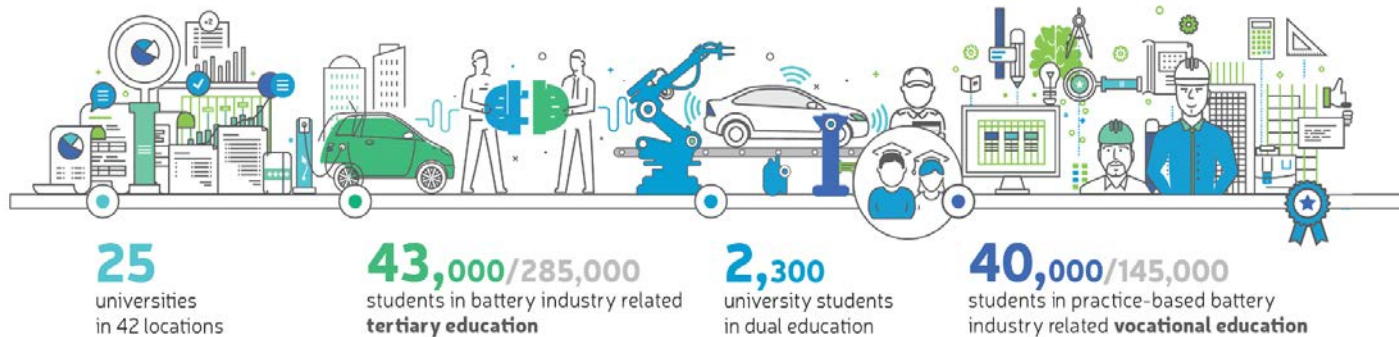 +2
25
universities
in 42 locations
43,000/285,000
students in battery industry related
tertiary education
2,300
university students
in dual education
40,000/145,000
students in practice-based battery
industry related vocational education